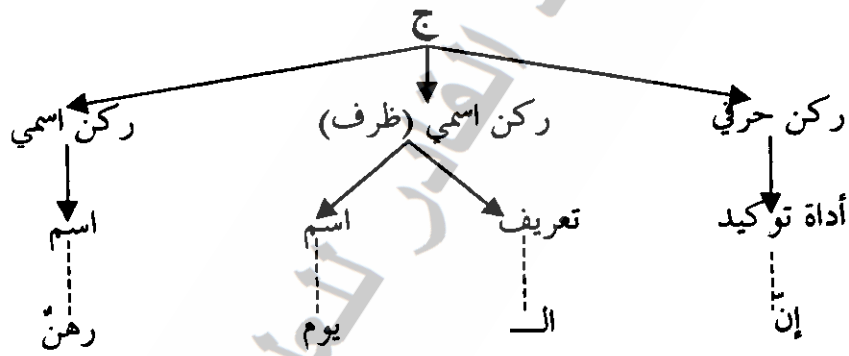 ج
ركن حرفي ركن اسمي (ظرف) ركن اسمي
أداة توكيد تعريف اسم اسم
إنّ الـ يوم رهنٌ